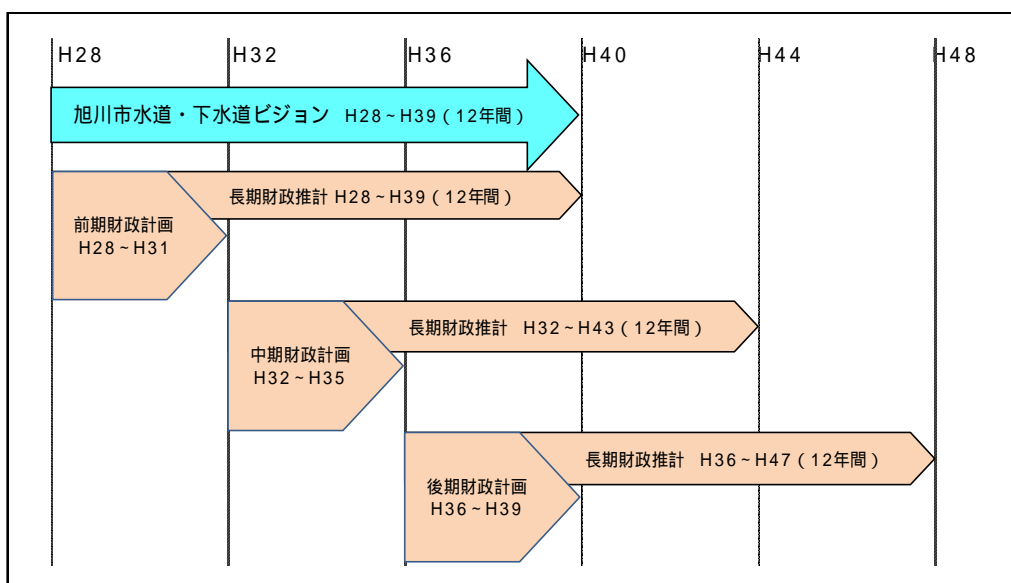 H28 H32 H36 H40 H44 H48
旭川市水道・下水道ビジョン H28~H39(12年間)
長期財政推計 H28~H39(12年間)
前期財政計画
H28~H31
長期財政推計 H32~H43(12年間)
中期財政計画
H32~H35
長期財政推計 H36~H47(12年間)
後期財政計画
H36~H39